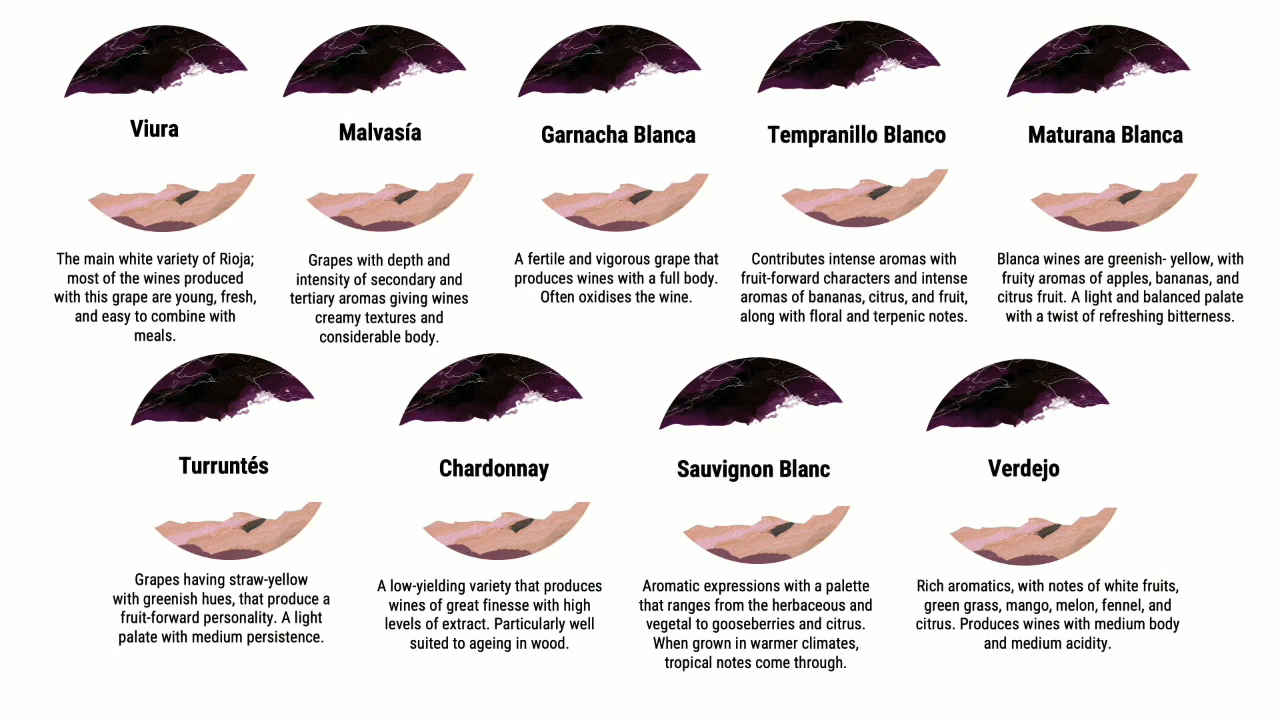 Viura
Malvasía
Garnacha Blanca
Tempranillo Blanco
Maturana Blanca
The main white variety of Rioja;
most of the wines produced
with this grape are young, fresh,
and easy to combine with
meals.
Grapes with depth and
intensity of secondary and
tertiary aromas giving wines
creamy textures and
considerable body.
A fertile and vigorous grape that
produces wines with a full body.
Often oxidises the wine.
Contributes intense aromas with
fruit-forward characters and intense
aromas of bananas, citrus, and fruit,
along with floral and terpenic notes.
Blanca wines are greenish- yellow, with
fruity aromas of apples, bananas, and
citrus fruit. A light and balanced palate
with a twist of refreshing bitterness.
Turruntés
Chardonnay
Sauvignon Blanc
Verdejo
Grapes having straw-yellow
with greenish hues, that produce a
fruit-forward personality. A light
palate with medium persistence.
A low-yielding variety that produces
wines of great finesse with high
levels of extract. Particularly well
suited to ageing in wood.
Aromatic expressions with a palette
that ranges from the herbaceous and
vegetal to gooseberries and citrus.
When grown in warmer climates,
tropical notes come through.
Rich aromatics, with notes of white fruits,
green grass, mango, melon, fennel, and
citrus. Produces wines with medium body
and medium acidity.